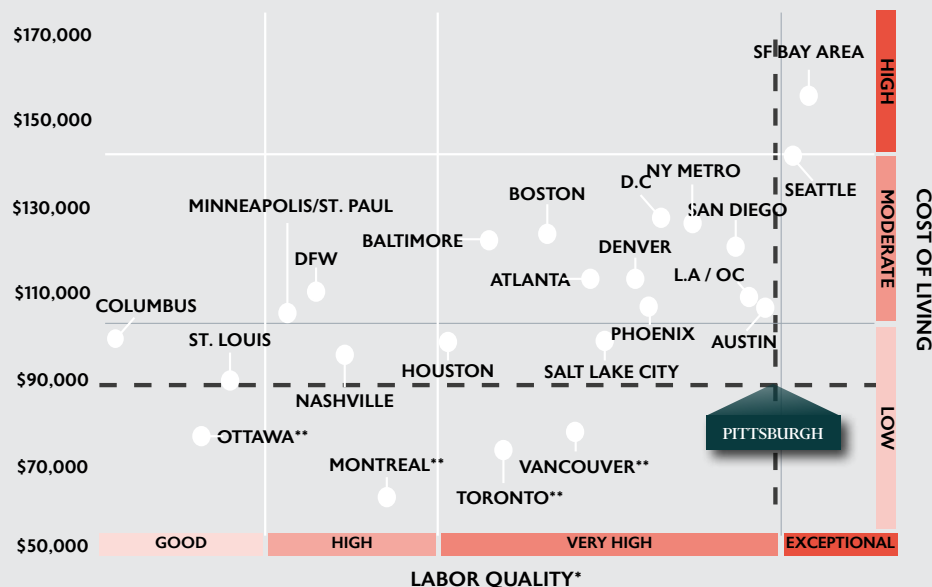 $170,000
SF BAY AREA
HIGH
$150,000
NY METRO
D.C
SEATTLE
BOSTON
MINNEAPOLIS/ST. PAUL
$130,000
SAN DIEGO
MODERATE
COST OF LIVING
BALTIMORE
DENVER
DFW
L.A / OC
ATLANTA
$110,000
COLUMBUS
PHOENIX
ST. LOUIS
AUSTIN
HOUSTON
SALT LAKE CITY
$90,000
NASHVILLE
LOW
PITTSBURGH
OTTAWA**
MONTREAL**
VANCOUVER**
$70,000
TORONTO**
$50,000
GOOD
HIGH
VERY HIGH
EXCEPTIONAL
LABOR QUALITY*